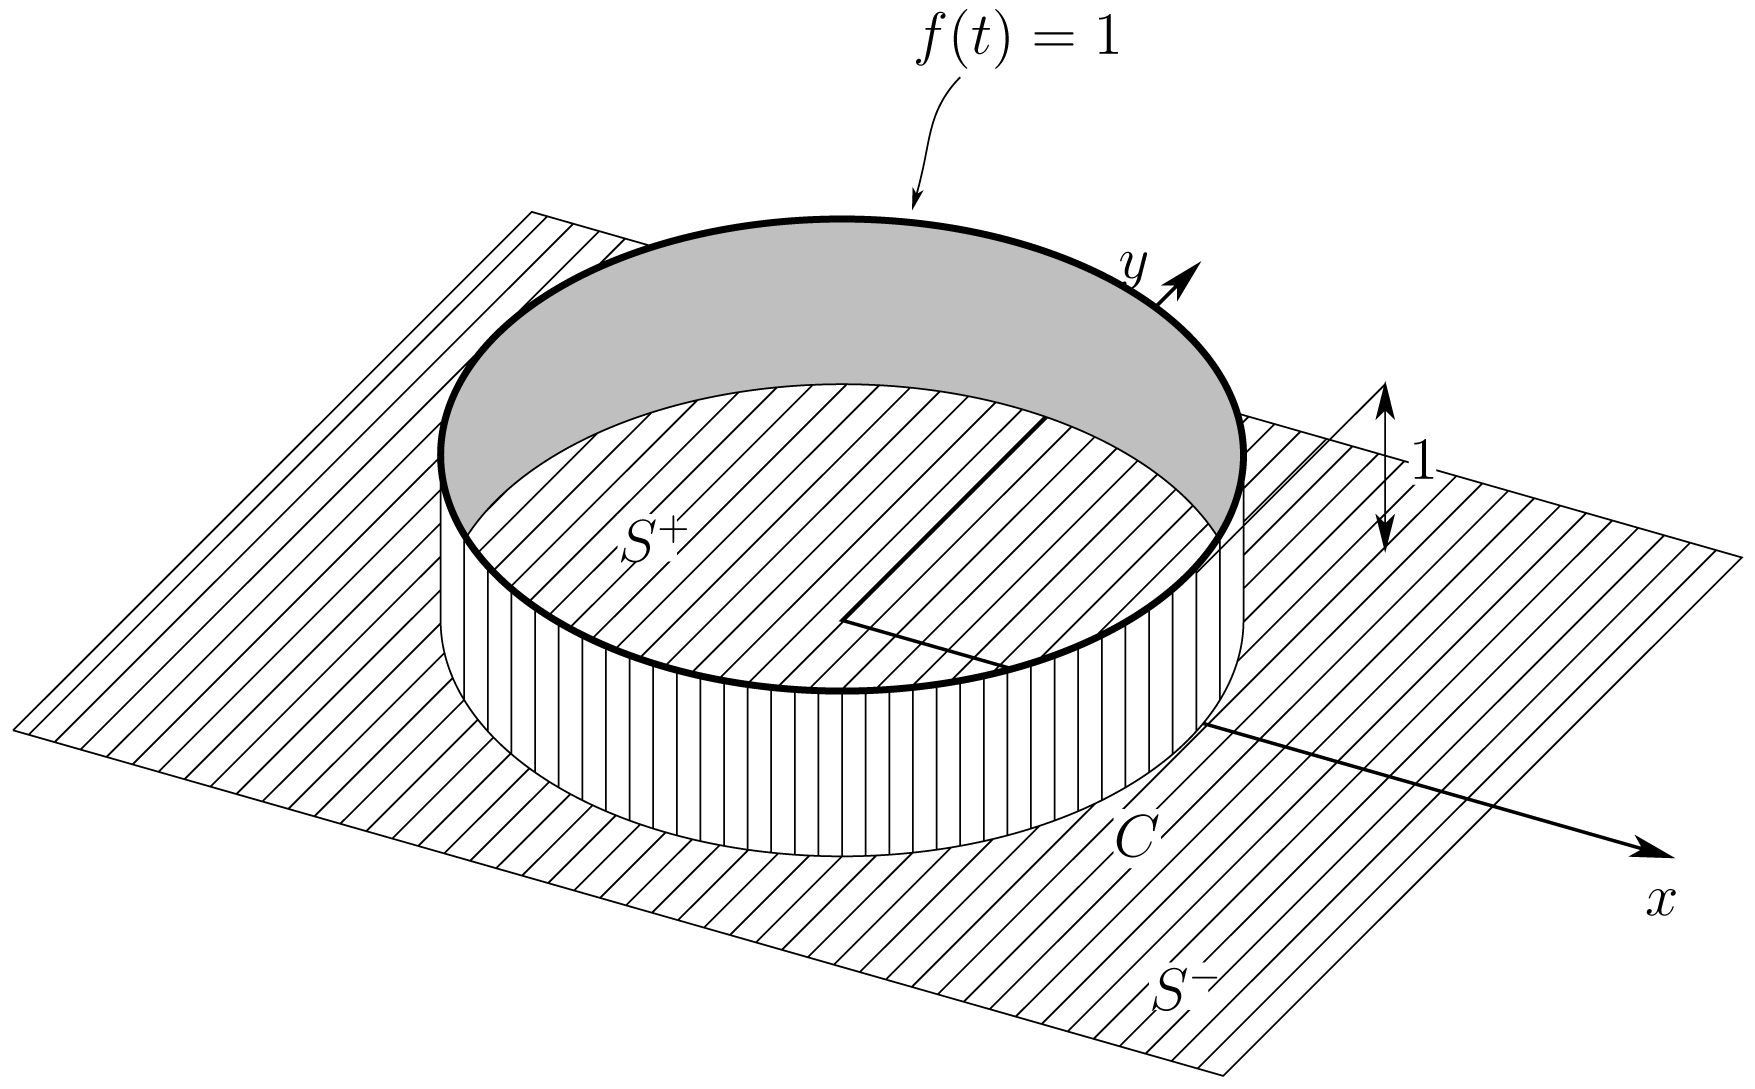 f(t) = 1
y
1
S⁺
C
x
S⁻